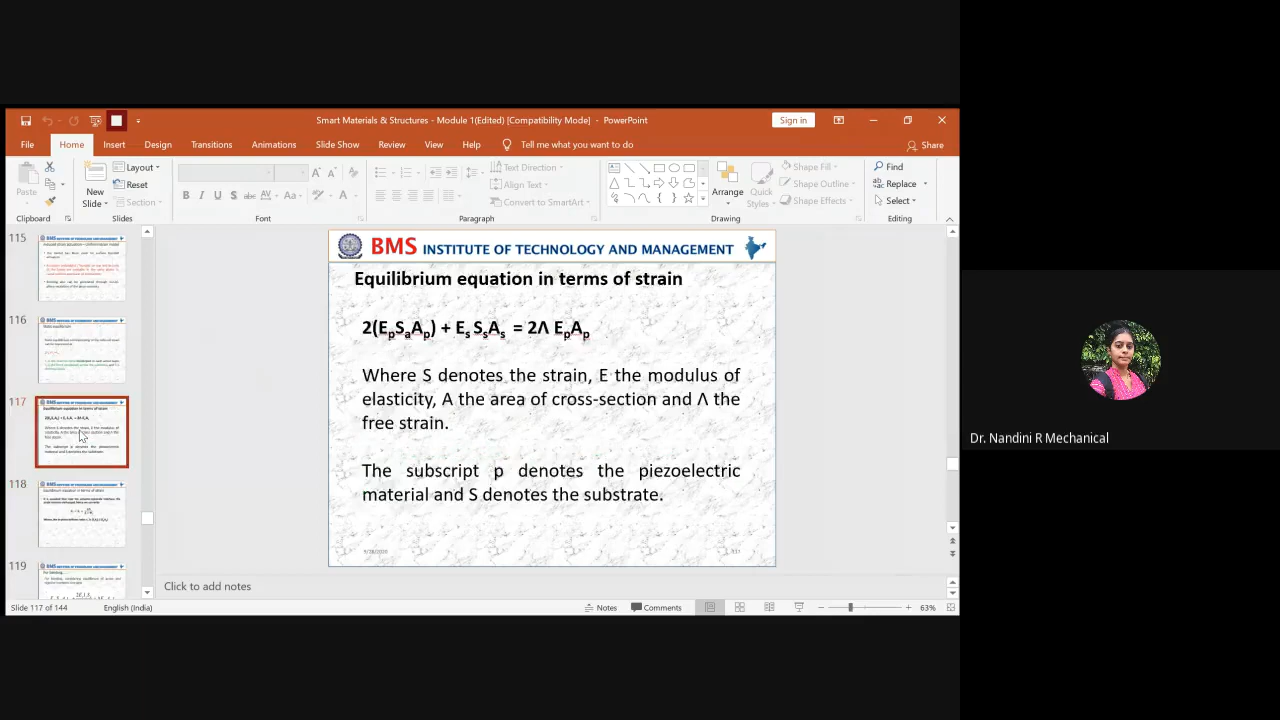 Smart Materials & Structures - Module 1(Edited) [Compatibility Mode] - PowerPoint
Sign in
File Home Insert Design Transitions Animations Slide Show Review View Help Tell me what you want to do Share
Paste
New Slide
Layout
Reset
Section
Text Direction
Align Text
Convert to SmartArt
Arrange
Quick Styles
Shape Fill
Shape Outline
Shape Effects
Find
Replace
Select
Clipboard Slides Font Paragraph Drawing Editing
115
116
117
118
119
BMS INSTITUTE OF TECHNOLOGY AND MANAGEMENT
Equilibrium equation in terms of strain
2(EpSaAp) + Es SsAs = 2Λ EpAp
Where S denotes the strain, E the modulus of
elasticity, A the area of cross-section and Λ the
free strain.
The subscript p denotes the piezoelectric
material and S denotes the substrate.
9/28/2020
Click to add notes
Slide 117 of 144 English (India) Notes Comments 63%
Dr. Nandini R Mechanical